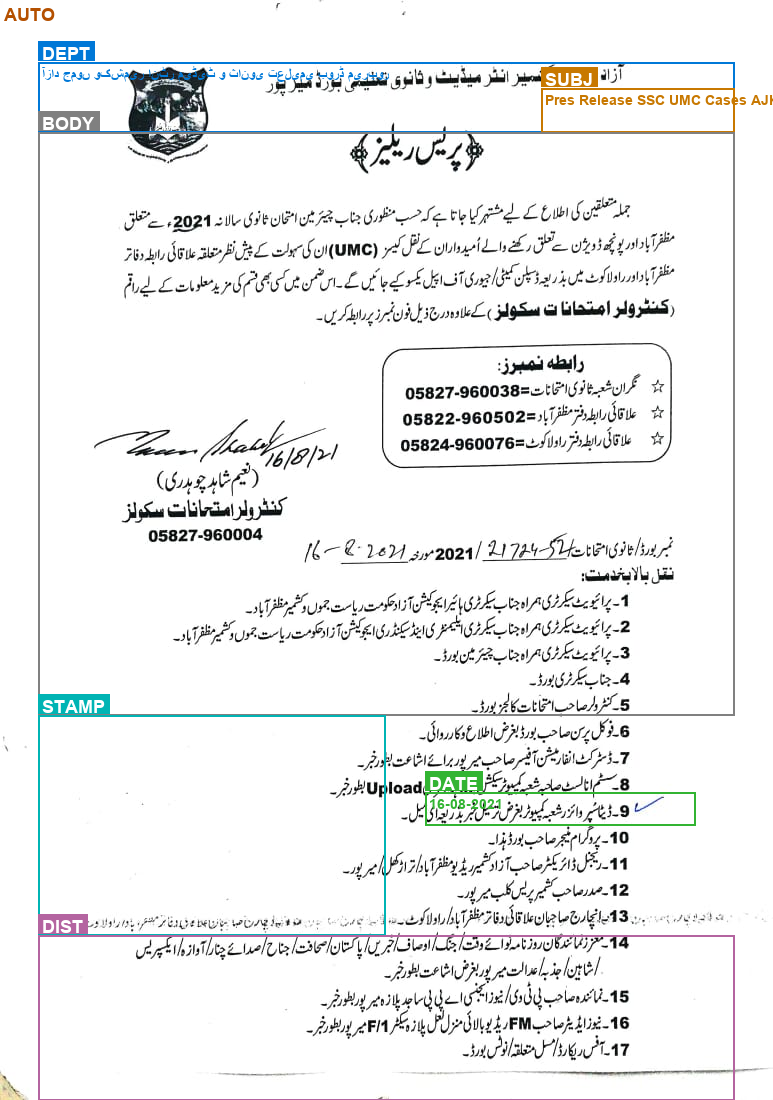 AUTO
DEPT
SUBJ
Pres Release SSC UMC Cases AJK
BODY
آزاد جموں و کشمیر انٹرمیڈیٹ و ثانوی تعلیمی بورڈ میرپور
﴿پریس ریلیز﴾
جملہ متعلقین کی اطلاع کے لیے مشتہر کیا جاتا ہے کہ حسب منظوری جناب چیئرمین امتحان ثانوی سالانہ 2021ء سے متعلق
مظفرآباد اور پونچھ ڈویژن سے تعلق رکھنے والے اُمیدواران کے نقل کیسز (UMC) ان کی سہولت کے پیش نظر متعلقہ علاقائی رابطہ دفاتر
مظفرآباد اور راولاکوٹ میں بذریعہ ڈسپلن کمیٹی/جیوری آف اپیل یکسو کیے جائیں گے۔اس ضمن میں کسی بھی قسم کی مزید معلومات کے لیے راقم
(کنٹرولر امتحانات سکولز) کے علاوہ درج ذیل فون نمبرز پر رابطہ کریں۔
رابطہ نمبرز:
☆ نگران شعبہ ثانوی امتحانات=05827-960038
☆ علاقائی رابطہ دفتر مظفرآباد=05822-960502
☆ علاقائی رابطہ دفتر راولاکوٹ=05824-960076
16/8/21
(نعیم شاہد چوہدری)
کنٹرولر امتحانات سکولز
05827-960004
نمبر بورڈ/ثانوی امتحانات/21724-52/2021 مورخہ 16-8-2021
نقل بالا بخدمت:
1۔پرائیویٹ سیکرٹری ہمراہ جناب سیکرٹری ہائیر ایجوکیشن آزاد حکومت ریاست جموں و کشمیر مظفرآباد۔
2۔پرائیویٹ سیکرٹری ہمراہ جناب سیکرٹری ایلیمنٹری اینڈ سیکنڈری ایجوکیشن آزاد حکومت ریاست جموں و کشمیر مظفرآباد۔
3۔پرائیویٹ سیکرٹری ہمراہ جناب چیئرمین بورڈ۔
4۔جناب سیکرٹری بورڈ۔
5۔کنٹرولر صاحب امتحانات کالجز بورڈ۔
STAMP
6۔فوکل پرسن صاحب بورڈ بغرض اطلاع و کارروائی۔
7۔ڈسٹرکٹ انفارمیشن آفیسر صاحب میرپور برائے اشاعت بطور خبر۔
8۔سسٹم انالسٹ صاحبہ شعبہ کمپیوٹر سیکشن Upload بطور خبر۔
DATE
16-08-2021
9۔ڈیٹا سپروائزر شعبہ کمپیوٹر بغرض ترسیل خبر بذریعہ ای میل۔
10۔پروگرام منیجر صاحب بورڈ ہذا۔
11۔ریجنل ڈائریکٹر صاحب آزاد کشمیر ریڈیو مظفرآباد/تراڑکھل/میرپور۔
12۔صدر صاحب کشمیر پریس کلب میرپور۔
13۔انچارج صاحبان علاقائی دفاتر مظفرآباد/راولاکوٹ۔
DIST
14۔معزز نمائندگان روزنامہ نوائے وقت/جنگ/اوصاف/خبریں/پاکستان/صحافت/جناح/صدائے چنار/آوازہ/ایکسپریس
/شاہین/جذبہ/عدالت میرپور بغرض اشاعت بطور خبر۔
15۔نمائندہ صاحب پی ٹی وی/نیوز ایجنسی اے پی پی ساجد پلازہ میرپور بطور خبر۔
16۔نیوز ایڈیٹر صاحب FM ریڈیو بالائی منزل لعل پلازہ سیکٹر F/1 میرپور بطور خبر۔
17۔آفس ریکارڈ/مسل متعلقہ/نوٹس بورڈ۔